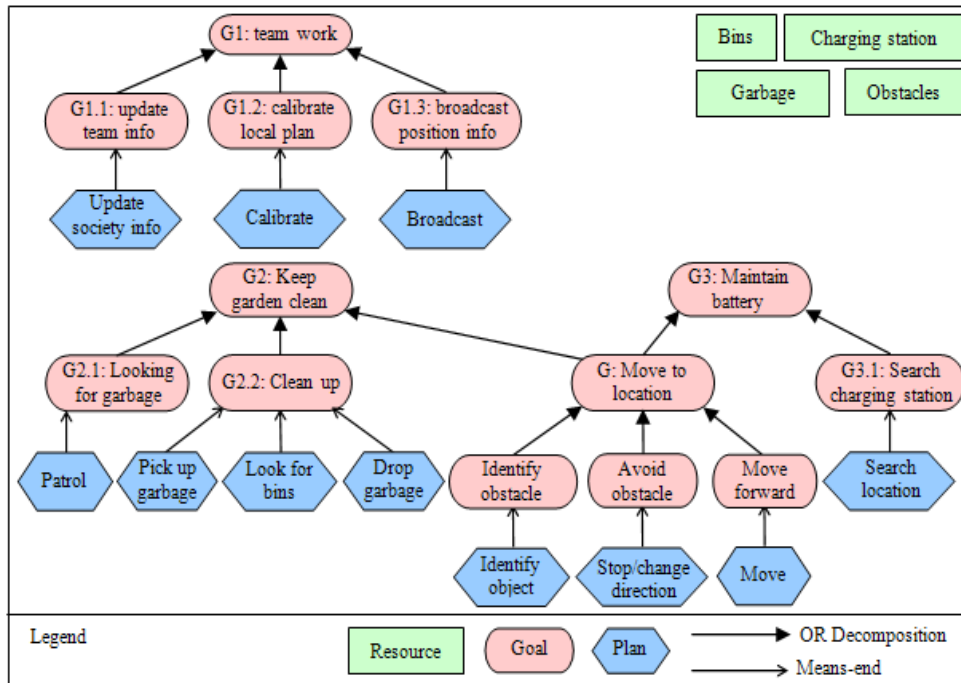 G1: team work
Bins
Charging station
Garbage
Obstacles
G1.1: update
team info
G1.2: calibrate
local plan
G1.3: broadcast
position info
Update
society info
Calibrate
Broadcast
G2: Keep
garden clean
G3: Maintain
battery
G2.1: Looking
for garbage
G2.2: Clean up
G: Move to
location
G3.1: Search
charging station
Patrol
Pick up
garbage
Look for
bins
Drop
garbage
Identify
obstacle
Avoid
obstacle
Move
forward
Search
location
Identify
object
Stop/change
direction
Move
Legend
Resource
Goal
Plan
OR Decomposition
Means-end